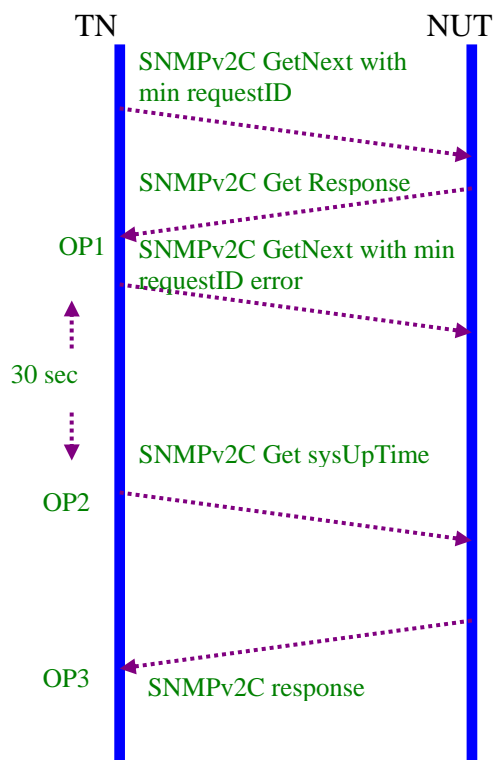 TN
NUT
SNMPv2C GetNext with
min requestID
SNMPv2C Get Response
OP1
SNMPv2C GetNext with min
requestID error
30 sec
SNMPv2C Get sysUpTime
OP2
OP3
SNMPv2C response